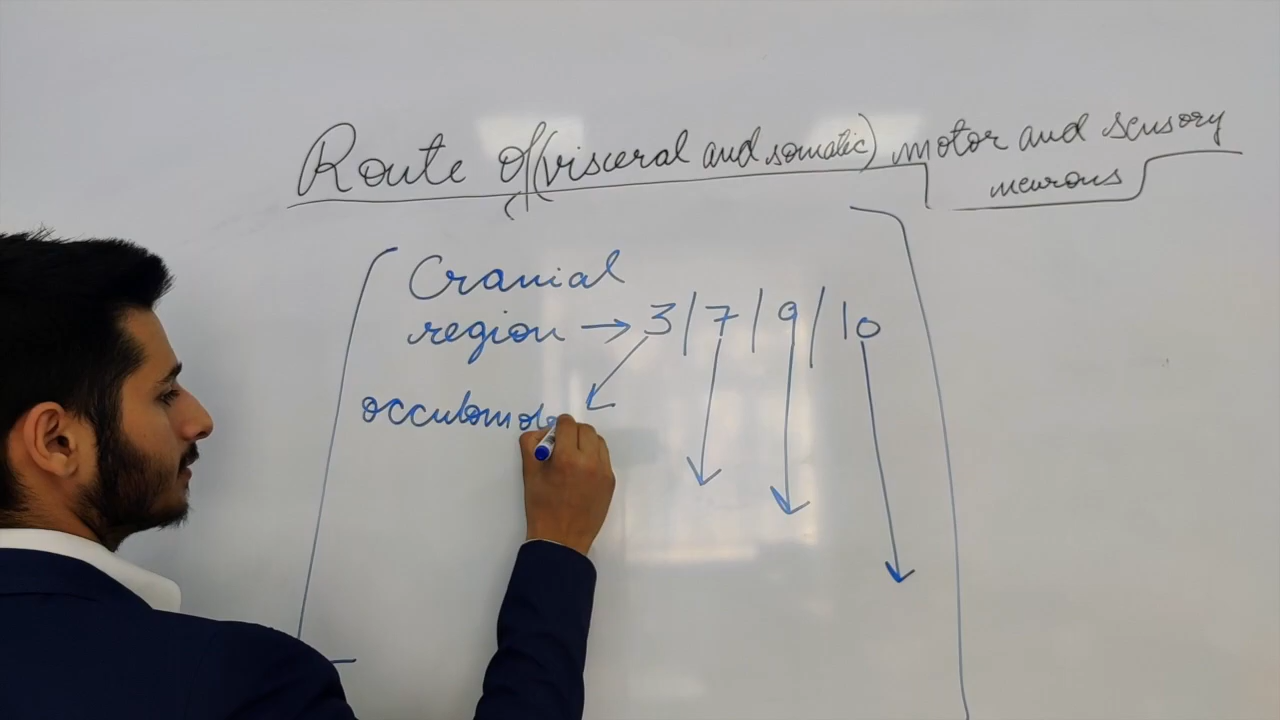 Route of (visceral and somatic) motor and sensory
neurons
Cranial
region → 3 / 7 / 9 / 10
occulomoto